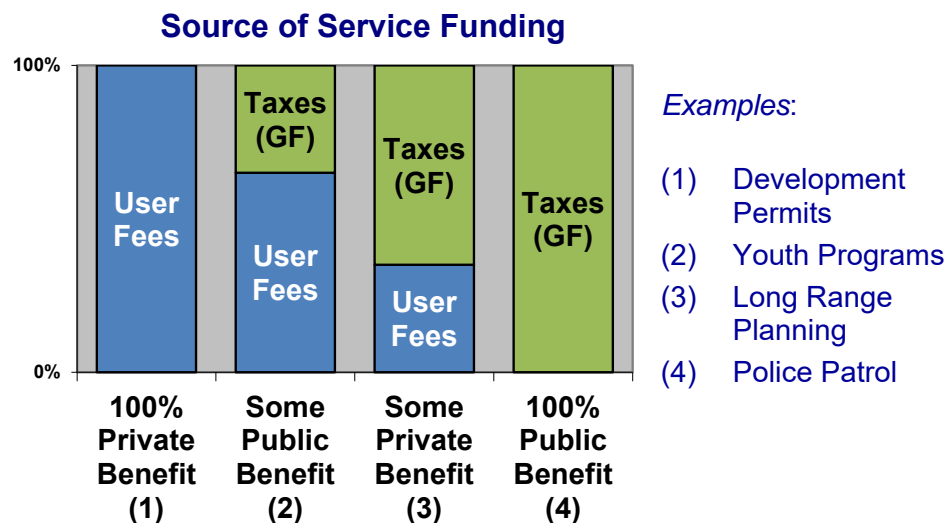 Source of Service Funding
100%
0%
User
Fees
Taxes
(GF)
User
Fees
Taxes
(GF)
User
Fees
Taxes
(GF)
100%
Private
Benefit
(1)
Some
Public
Benefit
(2)
Some
Private
Benefit
(3)
100%
Public
Benefit
(4)
Examples:
(1) Development
Permits
(2) Youth Programs
(3) Long Range
Planning
(4) Police Patrol